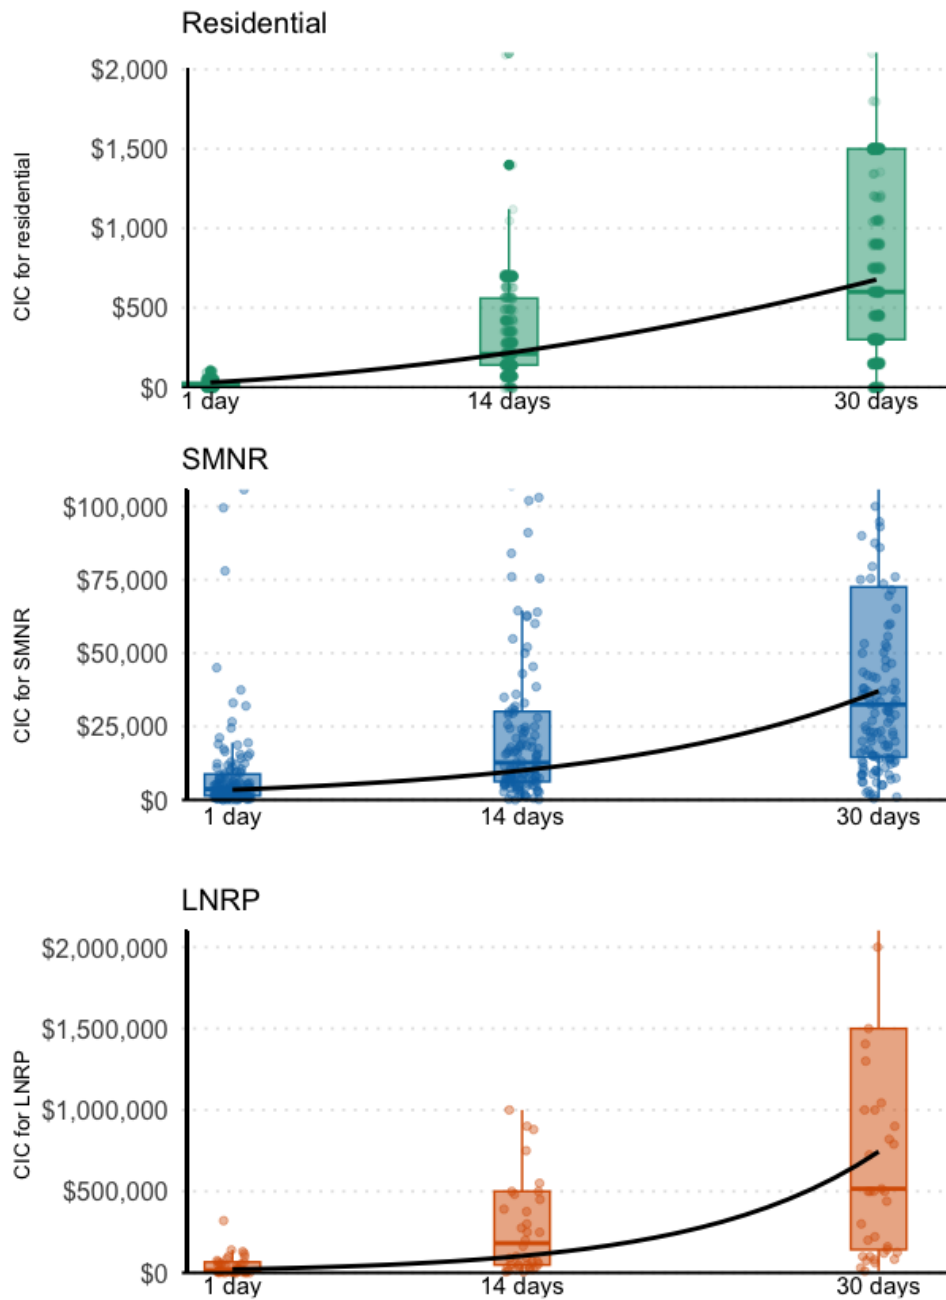 Residential
CIC for residential
$2,000
$1,500
$1,000
$500
$0
1 day 14 days 30 days
SMNR
CIC for SMNR
$100,000
$75,000
$50,000
$25,000
$0
1 day 14 days 30 days
LNRP
CIC for LNRP
$2,000,000
$1,500,000
$1,000,000
$500,000
$0
1 day 14 days 30 days